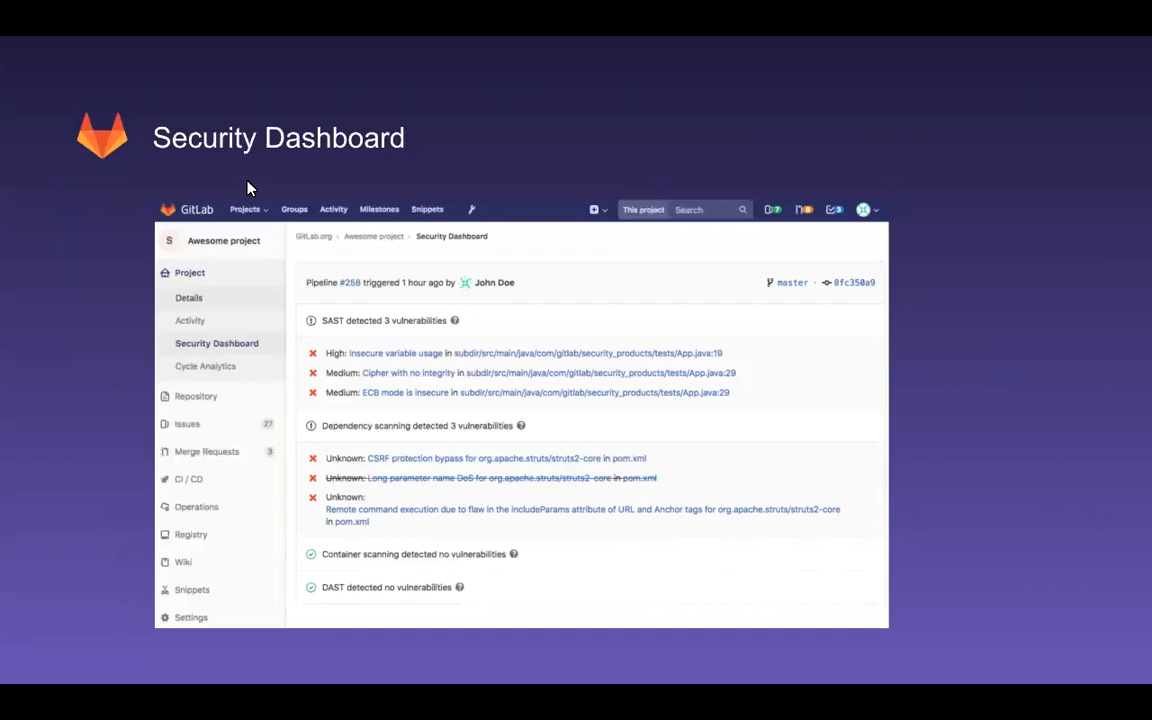 Security Dashboard
GitLab Projects Groups Activity Milestones Snippets This project Search 7 8 3
S Awesome project
GitLab.org › Awesome project › Security Dashboard
Project
Details
Activity
Security Dashboard
Cycle Analytics
Repository
Issues 27
Merge Requests 3
CI / CD
Operations
Registry
Wiki
Snippets
Settings
Pipeline #258 triggered 1 hour ago by John Doe master · 8fc350a9
SAST detected 3 vulnerabilities
High: Insecure variable usage in subdir/src/main/java/com/gitlab/security_products/tests/App.java:19
Medium: Cipher with no integrity in subdir/src/main/java/com/gitlab/security_products/tests/App.java:29
Medium: ECB mode is insecure in subdir/src/main/java/com/gitlab/security_products/tests/App.java:29
Dependency scanning detected 3 vulnerabilities
Unknown: CSRF protection bypass for org.apache.struts/struts2-core in pom.xml
Unknown: Long parameter name DoS for org.apache.struts/struts2-core in pom.xml
Unknown:
Remote command execution due to flaw in the includeParams attribute of URL and Anchor tags for org.apache.struts/struts2-core
in pom.xml
Container scanning detected no vulnerabilities
DAST detected no vulnerabilities